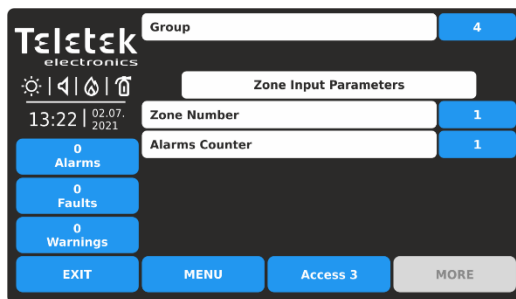 Teletek
electronics
13:22 02.07.
2021
0
Alarms
0
Faults
0
Warnings
Group 4
Zone Input Parameters
Zone Number 1
Alarms Counter 1
EXIT MENU Access 3 MORE